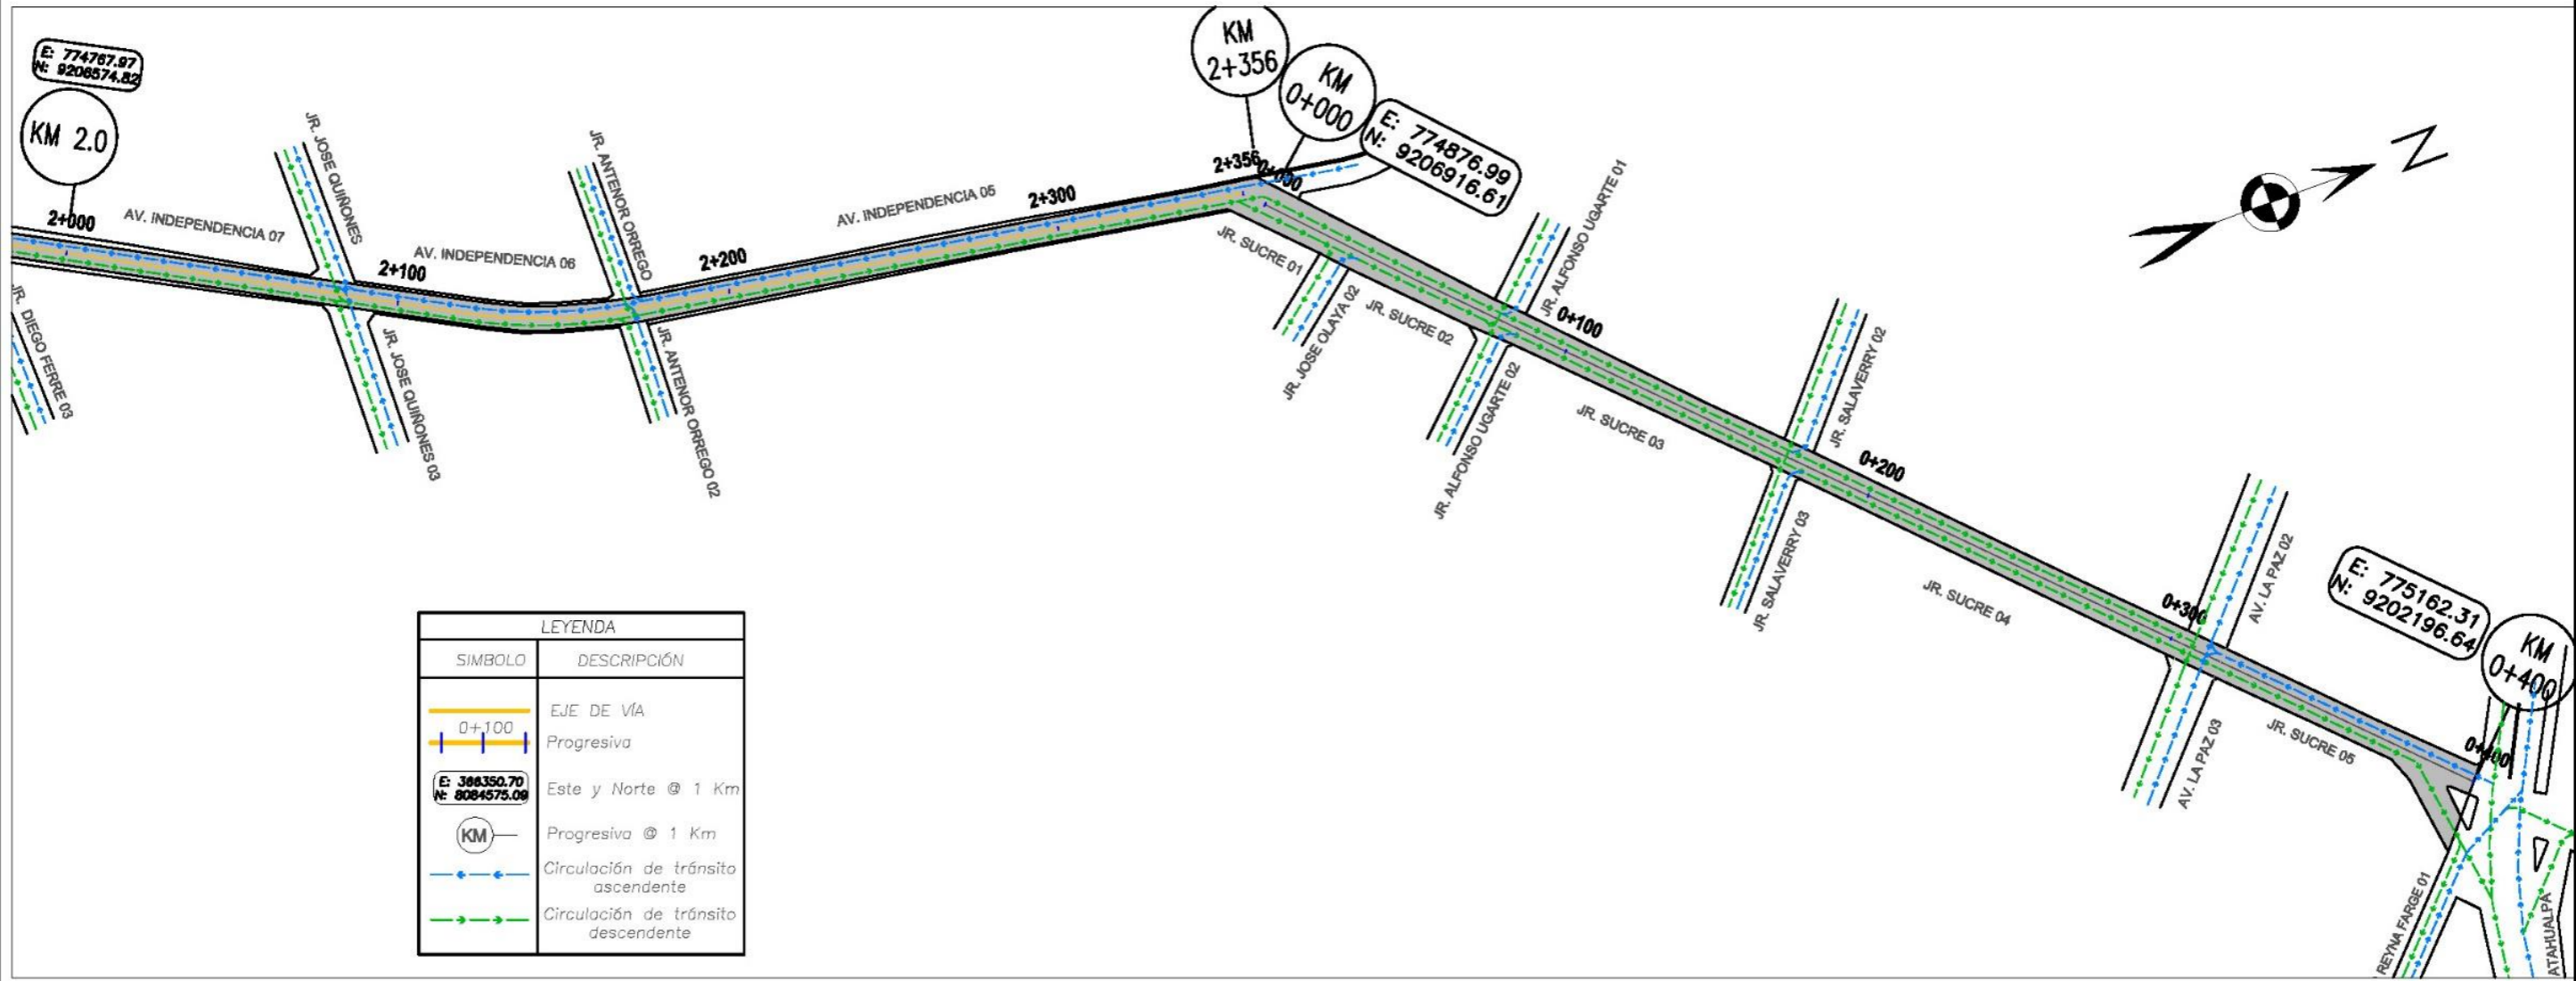 E: 774767.97
N: 9206574.82
KM 2.0
2+000
AV. INDEPENDENCIA 07
JR. DIEGO FERRE 03
JR. JOSE QUIÑONES
2+100
AV. INDEPENDENCIA 06
JR. JOSE QUIÑONES 03
JR. ANTENOR ORREGO
JR. ANTENOR ORREGO 02
2+200
AV. INDEPENDENCIA 05
2+300
KM
2+356
2+356
KM
0+000
0+000
E: 774876.99
N: 9206916.61
JR. SUCRE 01
JR. JOSE OLAYA 02
JR. SUCRE 02
JR. ALFONSO UGARTE 01
JR. ALFONSO UGARTE 02
0+100
JR. SUCRE 03
JR. SALAVERRY 02
JR. SALAVERRY 03
0+200
JR. SUCRE 04
0+300
AV. LA PAZ 02
AV. LA PAZ 03
JR. SUCRE 05
E: 775162.31
N: 9202196.64
KM
0+400
0+400
REYNA FARGE 01
ATAHUALPA
N
LEYENDA
SIMBOLO DESCRIPCIÓN
EJE DE VÍA
0+100
Progresiva
E: 366350.70
N: 8084575.09
Este y Norte @ 1 Km
KM
Progresiva @ 1 Km
Circulación de tránsito
ascendente
Circulación de tránsito
descendente